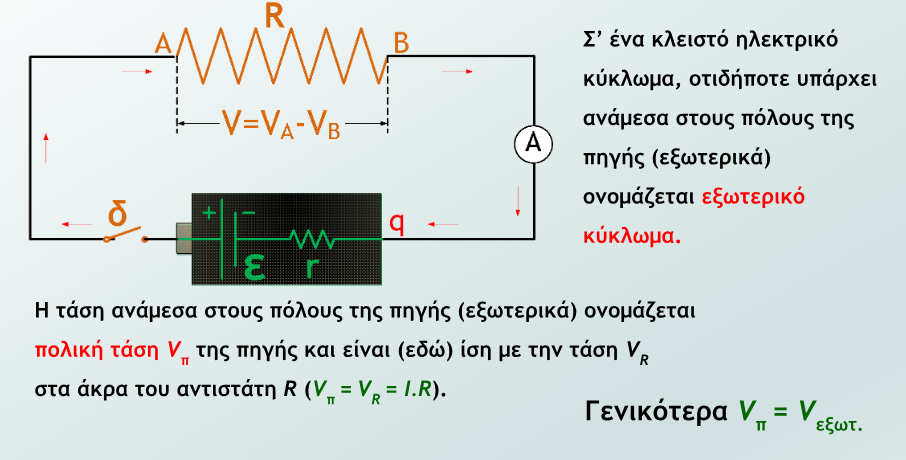 R
A
B
V=VA-VB
A
δ
+
-
ε
r
q
Σ’ ένα κλειστό ηλεκτρικό
κύκλωμα, οτιδήποτε υπάρχει
ανάμεσα στους πόλους της
πηγής (εξωτερικά)
ονομάζεται εξωτερικό
κύκλωμα.
Η τάση ανάμεσα στους πόλους της πηγής (εξωτερικά) ονομάζεται
πολική τάση Vπ της πηγής και είναι (εδώ) ίση με την τάση VR
στα άκρα του αντιστάτη R (Vπ = VR = I.R).
Γενικότερα Vπ = Vεξωτ.